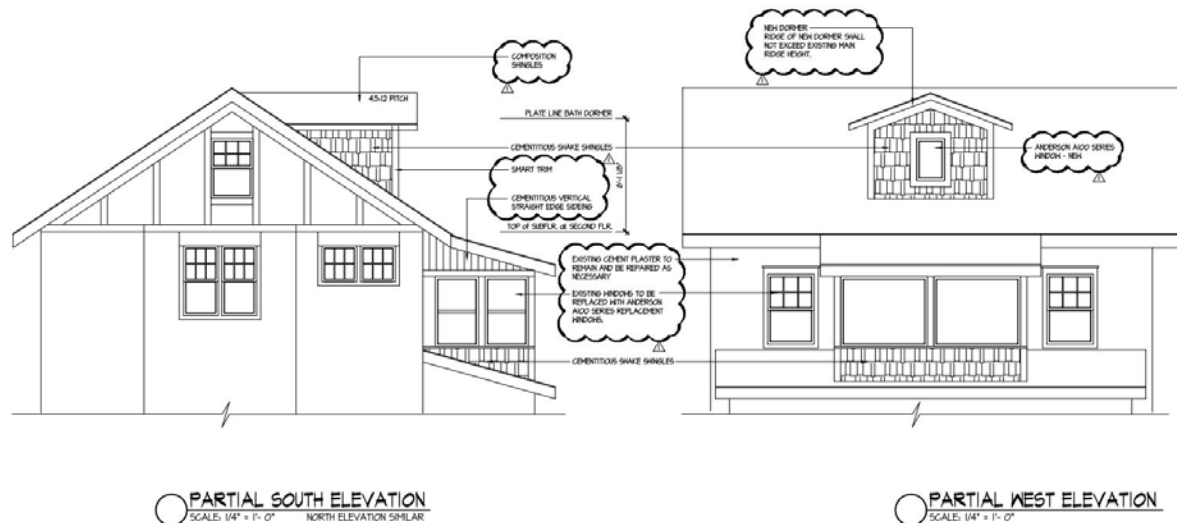 COMPOSITION
SHINGLES
4.5:12 PITCH
PLATE LINE BATH DORMER
CEMENTITIOUS SHAKE SHINGLES
SMART TRIM
CEMENTITIOUS VERTICAL
STRAIGHT EDGE SIDEING
TOP of SUBFLR. at SECOND FLR.
EXISTING CEMENT PLASTER TO
REMAIN AND BE REPAIRED AS
NECESSARY
EXISTING WINDOWS TO BE
REPLACED WITH ANDERSON
A100 SERIES REPLACEMENT
WINDOWS.
CEMENTITIOUS SHAKE SHINGLES
NEW DORMER
RIDGE OF NEW DORMER SHALL
NOT EXCEED EXISTING MAIN
RIDGE HEIGHT.
ANDERSON A100 SERIES
WINDOW - NEW
PARTIAL SOUTH ELEVATION
SCALE: 1/4" = 1'- 0" NORTH ELEVATION SIMILAR
PARTIAL WEST ELEVATION
SCALE: 1/4" = 1'- 0"